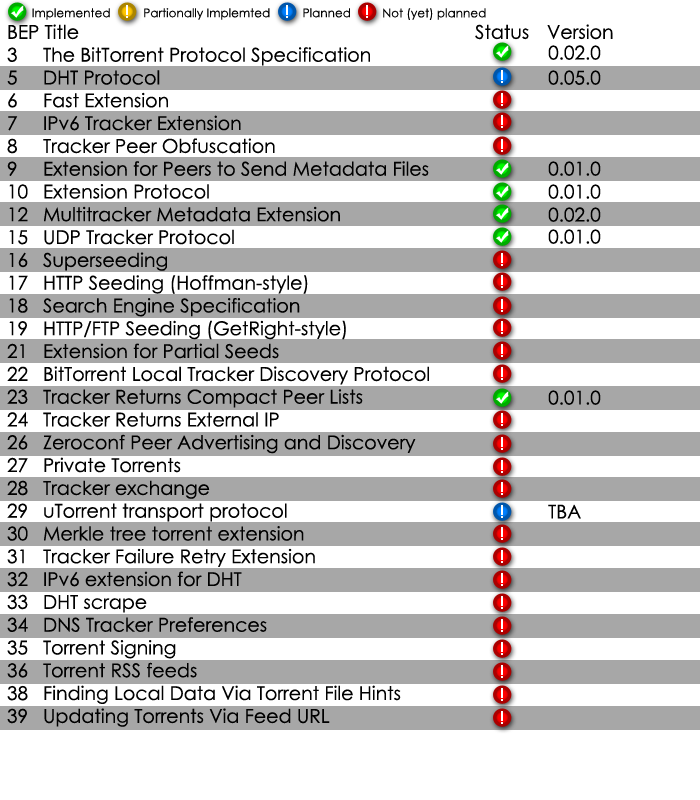 Implemented Partionally Implemted Planned Not (yet) planned
BEP Title Status Version
3 The BitTorrent Protocol Specification 0.02.0
5 DHT Protocol 0.05.0
6 Fast Extension
7 IPv6 Tracker Extension
8 Tracker Peer Obfuscation
9 Extension for Peers to Send Metadata Files 0.01.0
10 Extension Protocol 0.01.0
12 Multitracker Metadata Extension 0.02.0
15 UDP Tracker Protocol 0.01.0
16 Superseeding
17 HTTP Seeding (Hoffman-style)
18 Search Engine Specification
19 HTTP/FTP Seeding (GetRight-style)
21 Extension for Partial Seeds
22 BitTorrent Local Tracker Discovery Protocol
23 Tracker Returns Compact Peer Lists 0.01.0
24 Tracker Returns External IP
26 Zeroconf Peer Advertising and Discovery
27 Private Torrents
28 Tracker exchange
29 uTorrent transport protocol TBA
30 Merkle tree torrent extension
31 Tracker Failure Retry Extension
32 IPv6 extension for DHT
33 DHT scrape
34 DNS Tracker Preferences
35 Torrent Signing
36 Torrent RSS feeds
38 Finding Local Data Via Torrent File Hints
39 Updating Torrents Via Feed URL